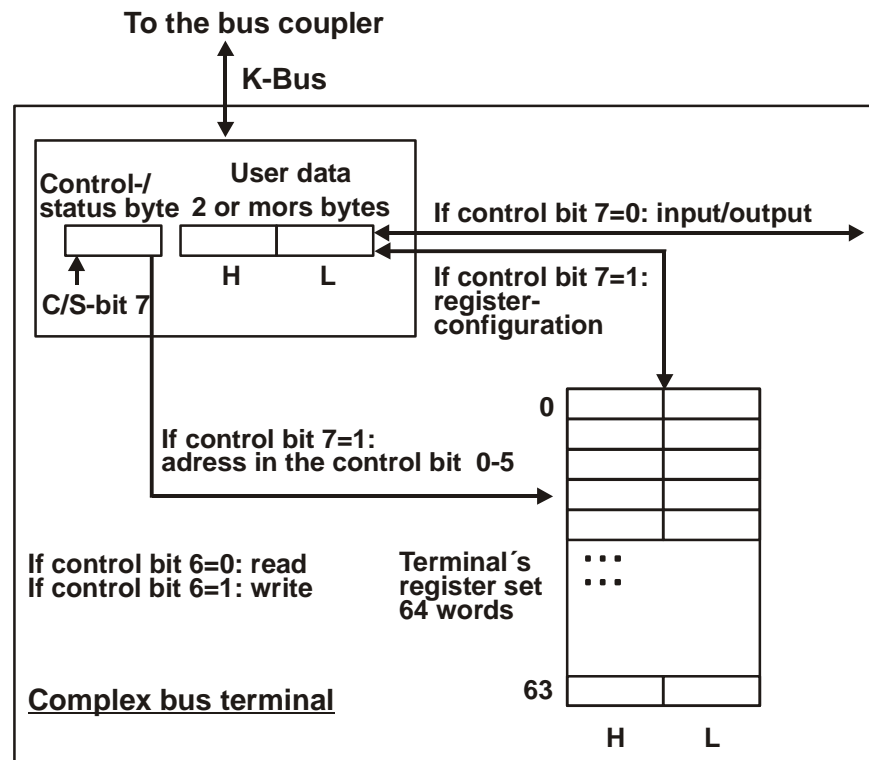 To the bus coupler
K-Bus
Control-/
status byte
User data
2 or mors bytes
If control bit 7=0: input/output
H
L
C/S-bit 7
If control bit 7=1:
register-
configuration
0
If control bit 7=1:
adress in the control bit 0-5
If control bit 6=0: read
If control bit 6=1: write
Terminal´s
register set
64 words
63
Complex bus terminal
H
L